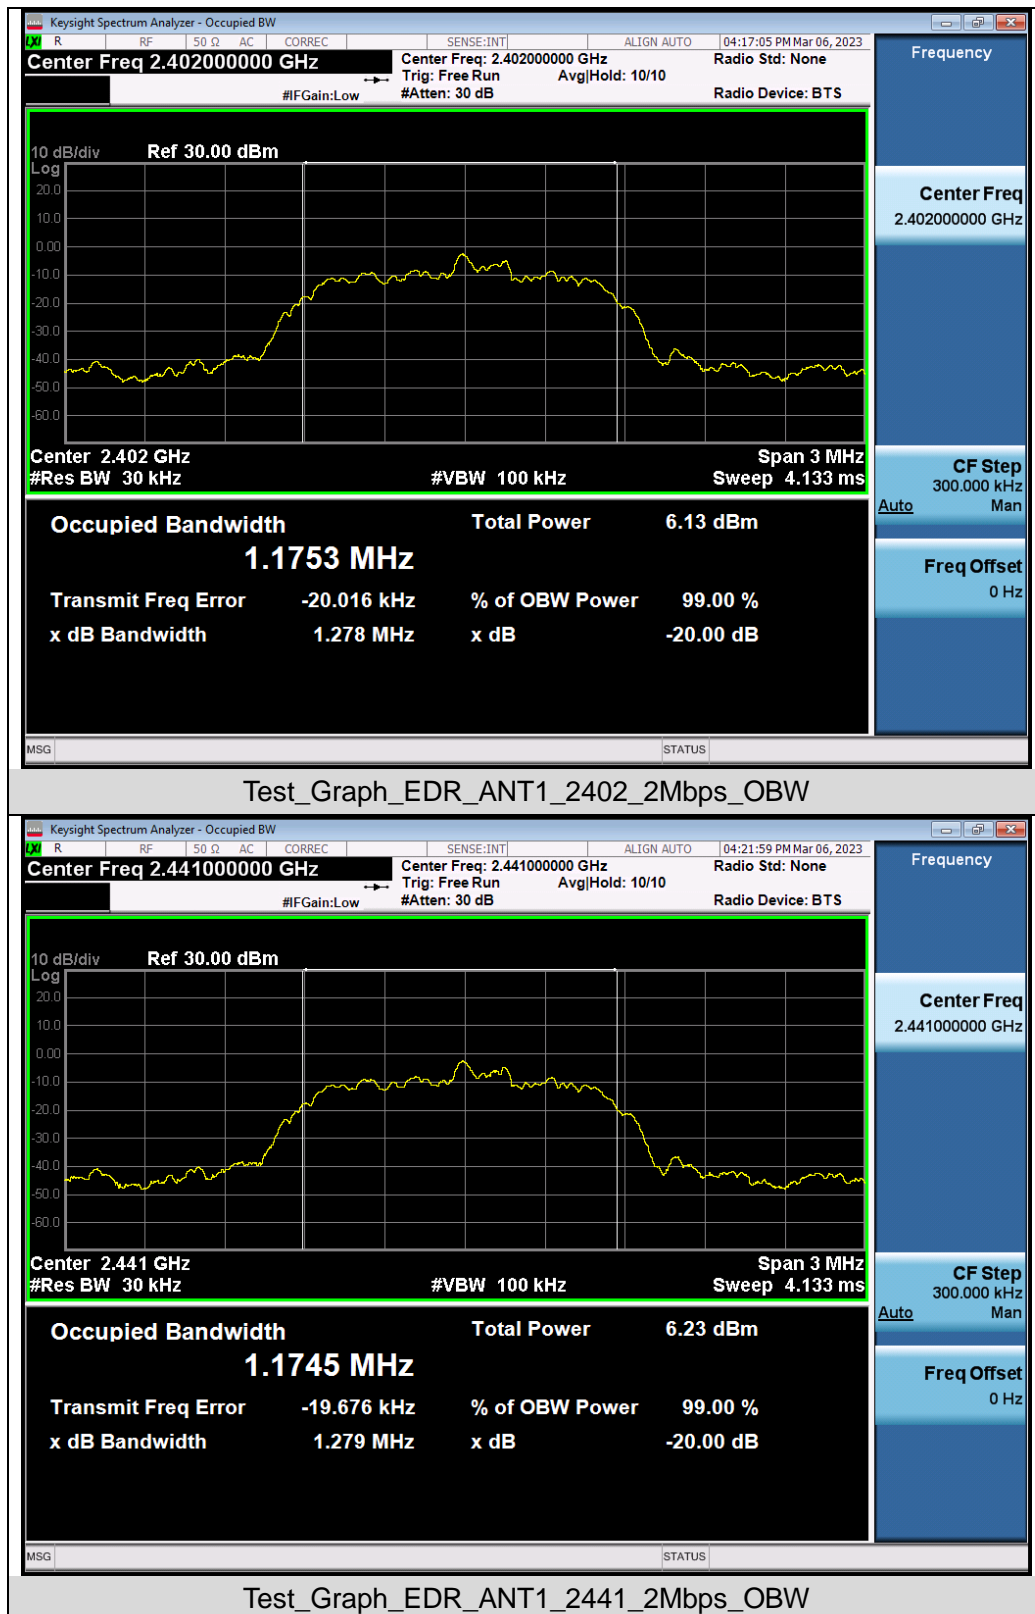 Keysight Spectrum Analyzer - Occupied BW
LXI R RF 50 Ω AC CORREC SENSE:INT ALIGN AUTO 04:17:05 PM Mar 06, 2023
Center Freq 2.402000000 GHz
Center Freq: 2.402000000 GHz
Radio Std: None
Trig: Free Run Avg|Hold: 10/10
#IFGain:Low #Atten: 30 dB Radio Device: BTS
Frequency
10 dB/div Ref 30.00 dBm
Log
20.0
10.0
0.00
-10.0
-20.0
-30.0
-40.0
-50.0
-60.0
Center 2.402 GHz Span 3 MHz
#Res BW 30 kHz #VBW 100 kHz Sweep 4.133 ms
Center Freq
2.402000000 GHz
CF Step
300.000 kHz
Auto Man
Freq Offset
0 Hz
Occupied Bandwidth Total Power 6.13 dBm
1.1753 MHz
Transmit Freq Error -20.016 kHz % of OBW Power 99.00 %
x dB Bandwidth 1.278 MHz x dB -20.00 dB
MSG STATUS
Test_Graph_EDR_ANT1_2402_2Mbps_OBW
Keysight Spectrum Analyzer - Occupied BW
LXI R RF 50 Ω AC CORREC SENSE:INT ALIGN AUTO 04:21:59 PM Mar 06, 2023
Center Freq 2.441000000 GHz
Center Freq: 2.441000000 GHz
Radio Std: None
Trig: Free Run Avg|Hold: 10/10
#IFGain:Low #Atten: 30 dB Radio Device: BTS
Frequency
10 dB/div Ref 30.00 dBm
Log
20.0
10.0
0.00
-10.0
-20.0
-30.0
-40.0
-50.0
-60.0
Center 2.441 GHz Span 3 MHz
#Res BW 30 kHz #VBW 100 kHz Sweep 4.133 ms
Center Freq
2.441000000 GHz
CF Step
300.000 kHz
Auto Man
Freq Offset
0 Hz
Occupied Bandwidth Total Power 6.23 dBm
1.1745 MHz
Transmit Freq Error -19.676 kHz % of OBW Power 99.00 %
x dB Bandwidth 1.279 MHz x dB -20.00 dB
MSG STATUS
Test_Graph_EDR_ANT1_2441_2Mbps_OBW